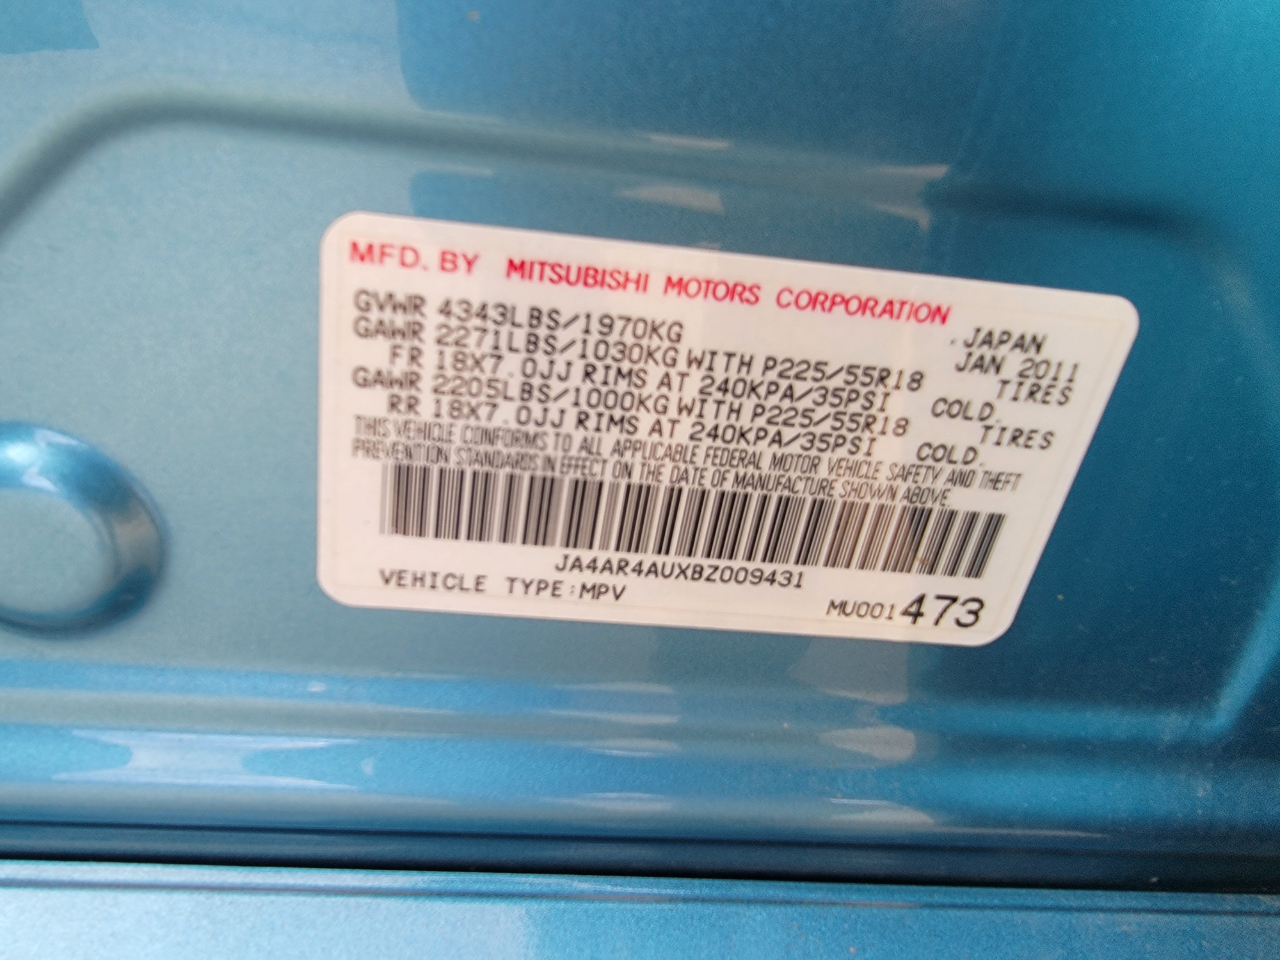 MFD. BY MITSUBISHI MOTORS CORPORATION
GVWR 4343LBS/1970KG JAPAN
JAN 2011
GAWR 2271LBS/1030KG WITH P225/55R18 TIRES
FR 18X7.0JJ RIMS AT 240KPA/35PSI COLD.
GAWR 2205LBS/1000KG WITH P225/55R18 TIRES
RR 18X7.0JJ RIMS AT 240KPA/35PSI COLD.
THIS VEHICLE CONFORMS TO ALL APPLICABLE FEDERAL MOTOR VEHICLE SAFETY AND THEFT
PREVENTION STANDARDS IN EFFECT ON THE DATE OF MANUFACTURE SHOWN ABOVE.
JA4AR4AUXBZ009431
VEHICLE TYPE:MPV MU001473